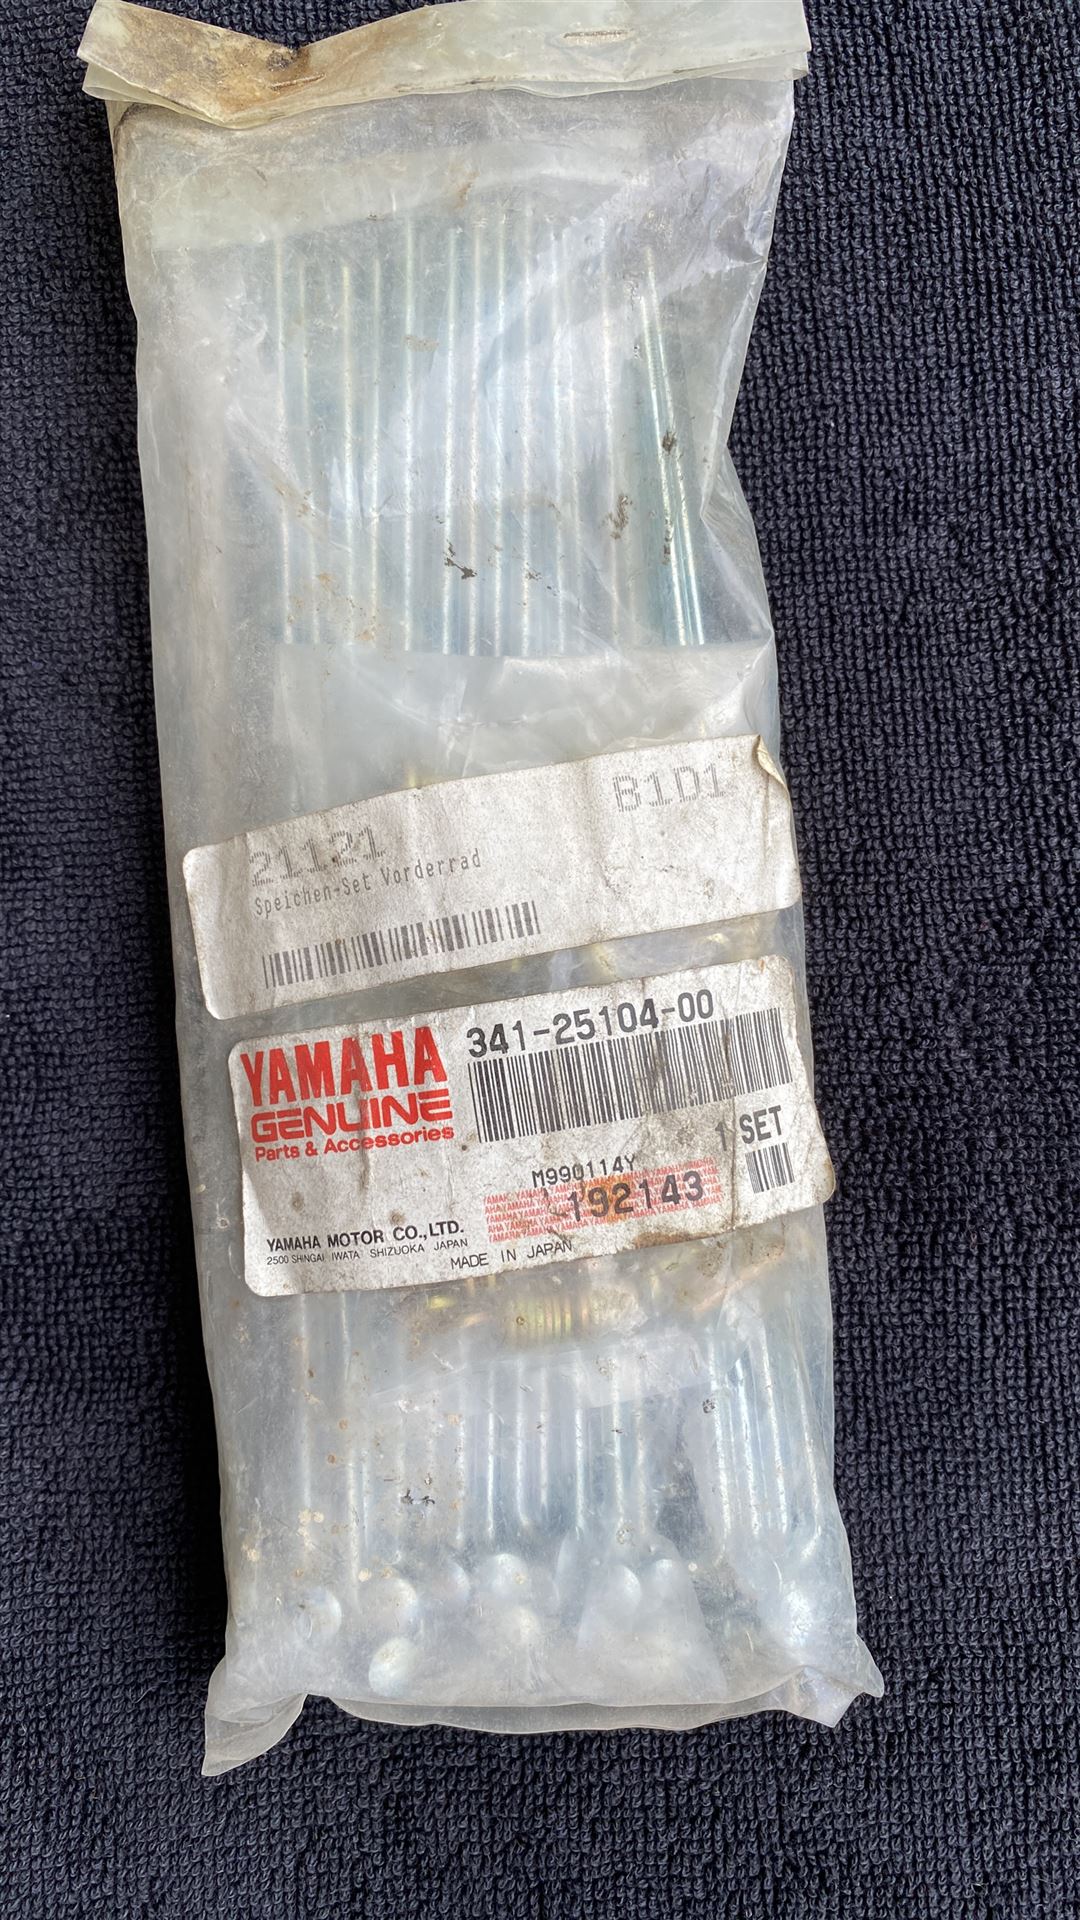 21121
B1D1
Speichen-Set Vorderrad
YAMAHA
GENUINE
Parts & Accessories
341-25104-00
1 SET
M990114Y
192143
YAMAHA MOTOR CO.,LTD.
2500 SHINGAI IWATA SHIZUOKA JAPAN
MADE IN JAPAN